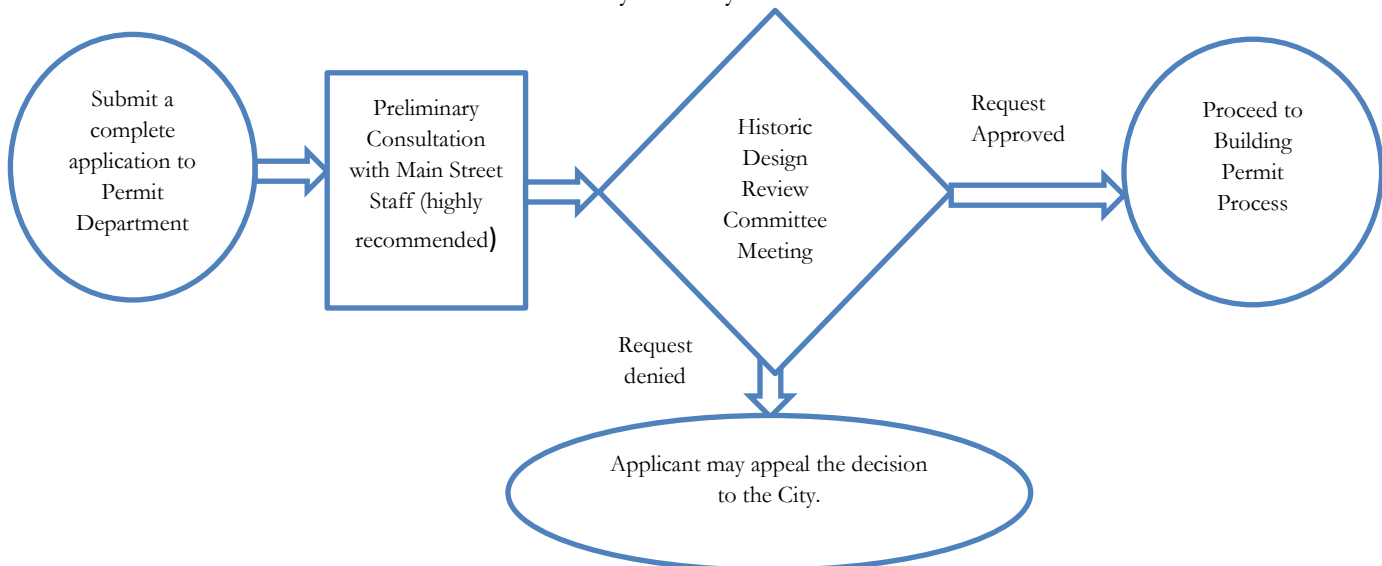 Submit a
complete
application to
Permit
Department
Preliminary
Consultation
with Main Street
Staff (highly
recommended)
Historic
Design
Review
Committee
Meeting
Request
Approved
Proceed to
Building
Permit
Process
Request
denied
Applicant may appeal the decision
to the City.